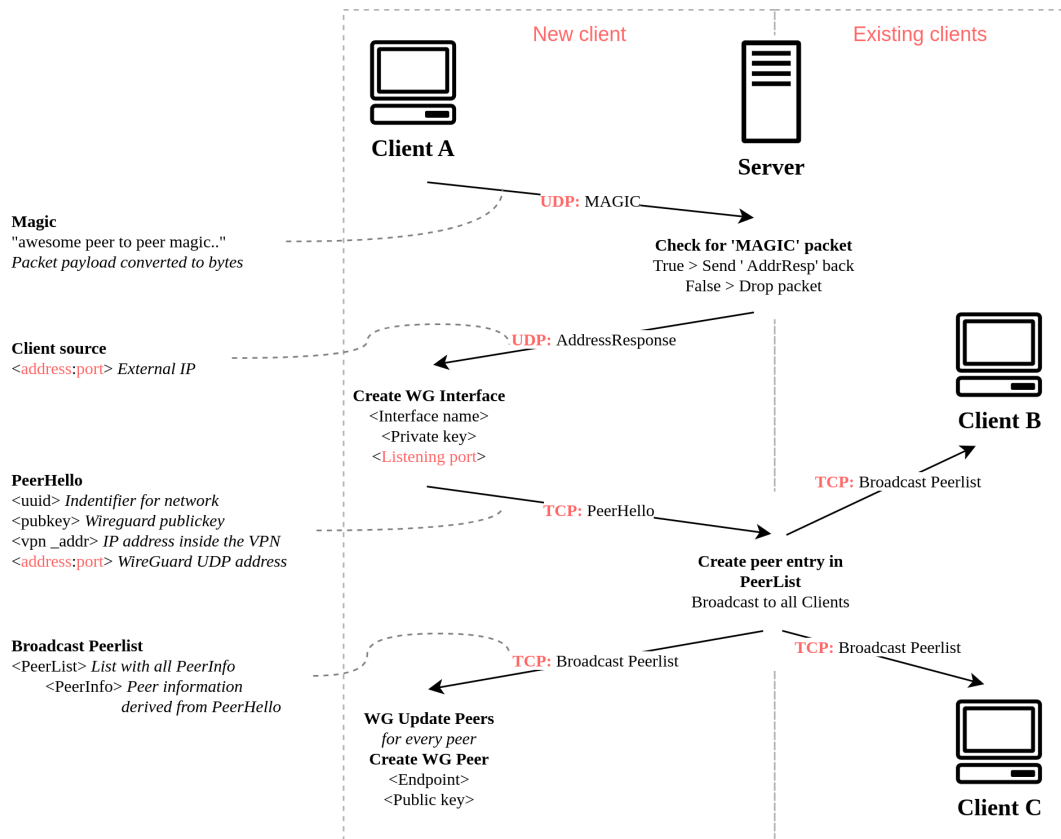 New client
Existing clients
Client A
Server
UDP: MAGIC
Magic
"awesome peer to peer magic.."
Packet payload converted to bytes
Check for 'MAGIC' packet
True > Send ' AddrResp' back
False > Drop packet
UDP: AddressResponse
Client source
<address:port> External IP
Create WG Interface
<Interface name>
<Private key>
<Listening port>
Client B
PeerHello
<uuid> Indentifier for network
<pubkey> Wireguard publickey
<vpn _addr> IP address inside the VPN
<address:port> WireGuard UDP address
TCP: PeerHello
TCP: Broadcast Peerlist
Create peer entry in
PeerList
Broadcast to all Clients
Broadcast Peerlist
<PeerList> List with all PeerInfo
<PeerInfo> Peer information
derived from PeerHello
TCP: Broadcast Peerlist
TCP: Broadcast Peerlist
WG Update Peers
for every peer
Create WG Peer
<Endpoint>
<Public key>
Client C